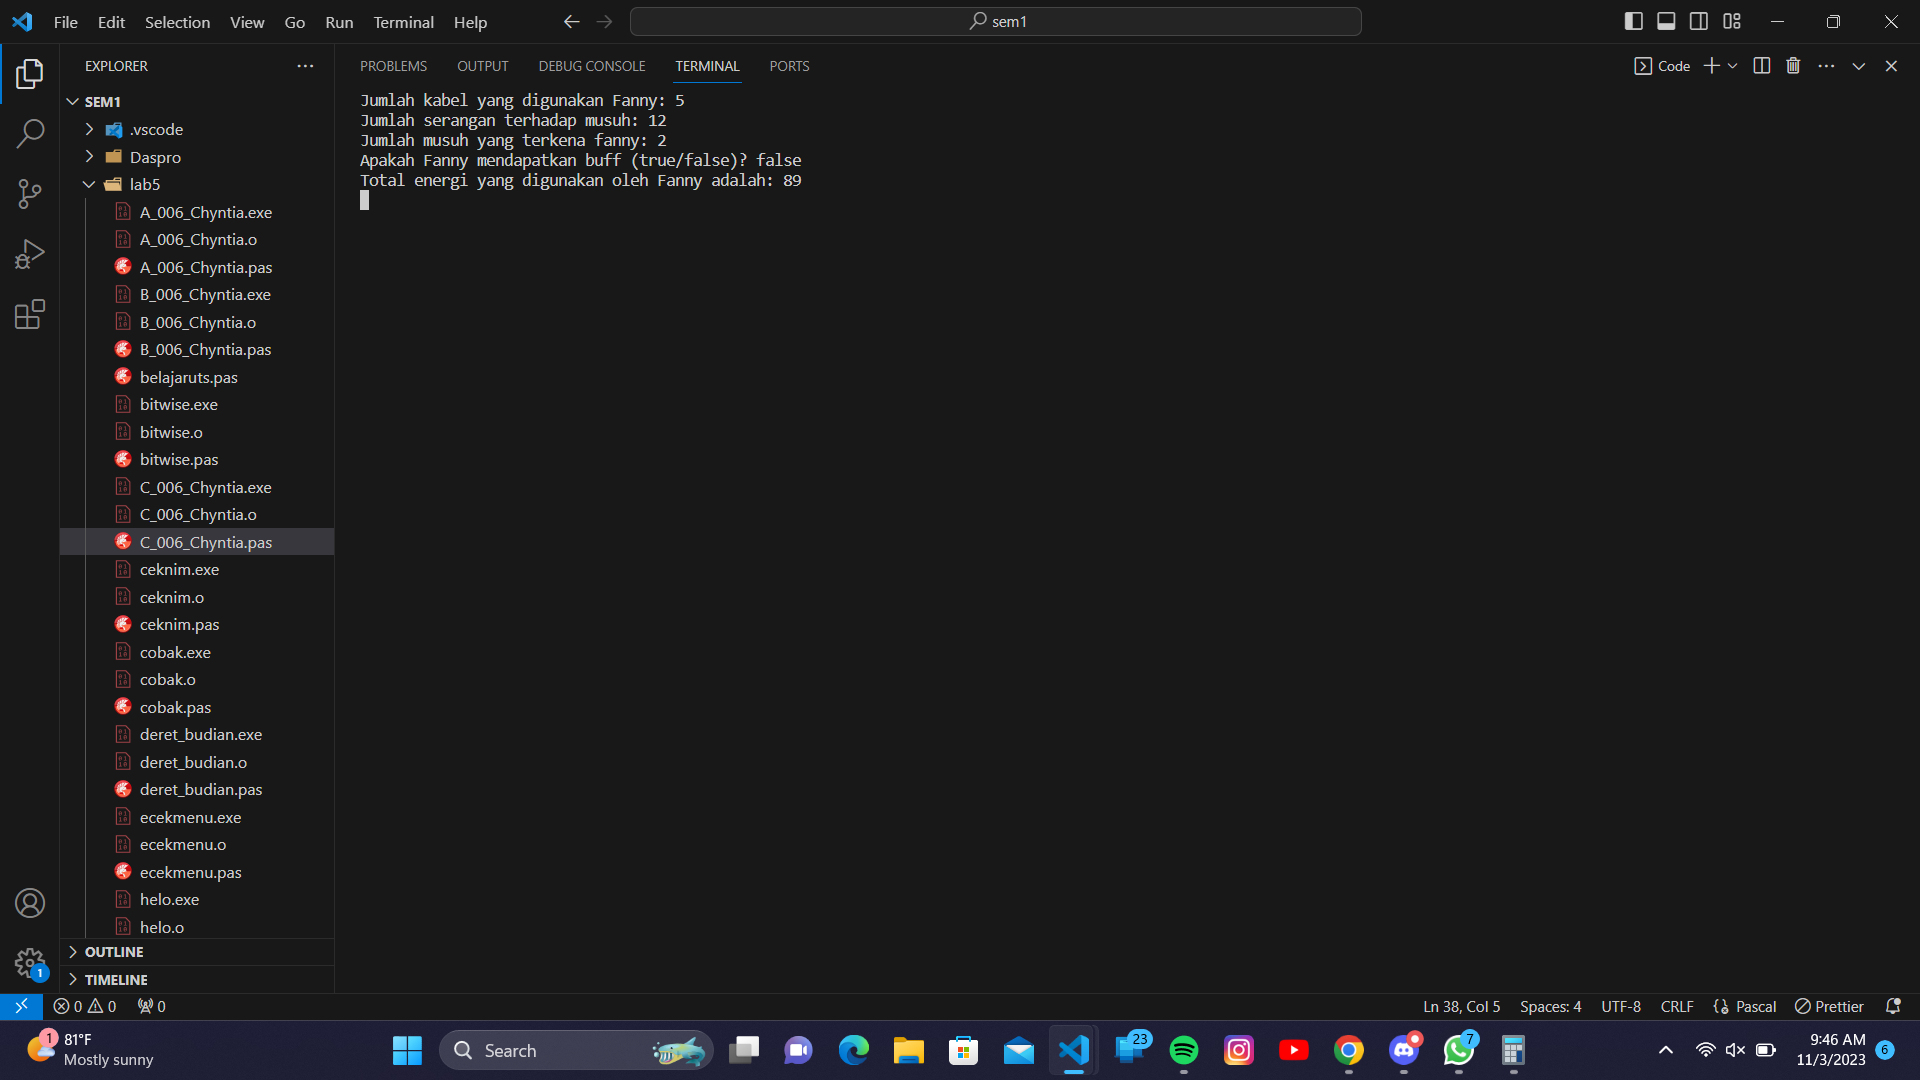 File Edit Selection View Go Run Terminal Help
sem1
EXPLORER
PROBLEMS OUTPUT DEBUG CONSOLE TERMINAL PORTS
Code
SEM1
.vscode
Daspro
lab5
A_006_Chyntia.exe
A_006_Chyntia.o
A_006_Chyntia.pas
B_006_Chyntia.exe
B_006_Chyntia.o
B_006_Chyntia.pas
belajaruts.pas
bitwise.exe
bitwise.o
bitwise.pas
C_006_Chyntia.exe
C_006_Chyntia.o
C_006_Chyntia.pas
ceknim.exe
ceknim.o
ceknim.pas
cobak.exe
cobak.o
cobak.pas
deret_budian.exe
deret_budian.o
deret_budian.pas
ecekmenu.exe
ecekmenu.o
ecekmenu.pas
helo.exe
helo.o
OUTLINE
TIMELINE
Jumlah kabel yang digunakan Fanny: 5
Jumlah serangan terhadap musuh: 12
Jumlah musuh yang terkena fanny: 2
Apakah Fanny mendapatkan buff (true/false)? false
Total energi yang digunakan oleh Fanny adalah: 89
1
0 0 0
Ln 38, Col 5 Spaces: 4 UTF-8 CRLF Pascal Prettier
1
81°F
Mostly sunny
Search
23
7
9:46 AM
11/3/2023
6